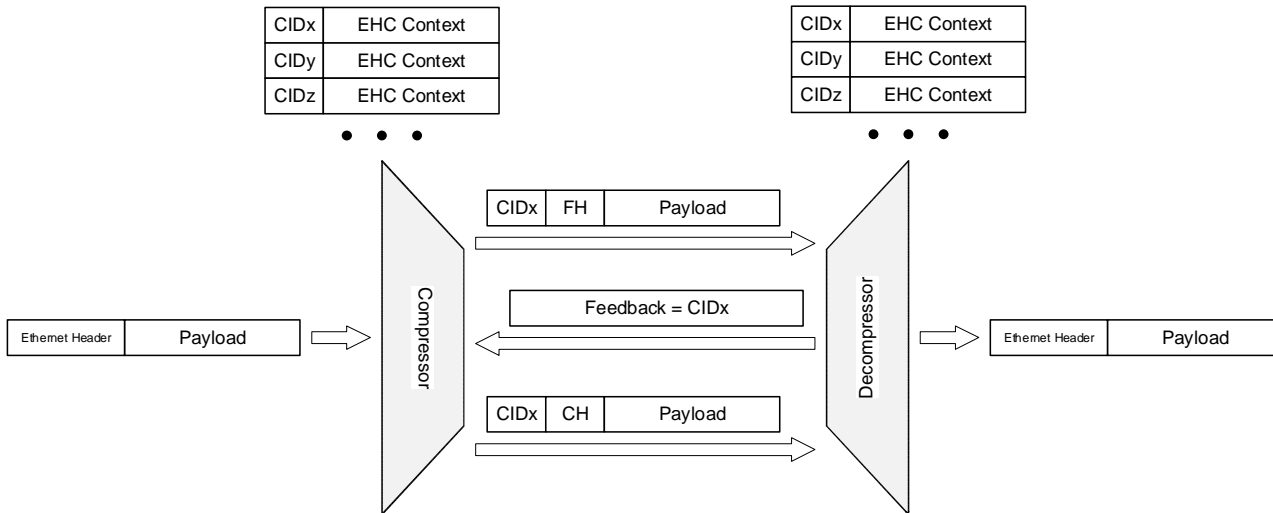 CIDx EHC Context
CIDy EHC Context
CIDz EHC Context
CIDx EHC Context
CIDy EHC Context
CIDz EHC Context
CIDx FH Payload
Feedback = CIDx
CIDx CH Payload
Ethernet Header Payload
Compressor
Decompressor
Ethernet Header Payload